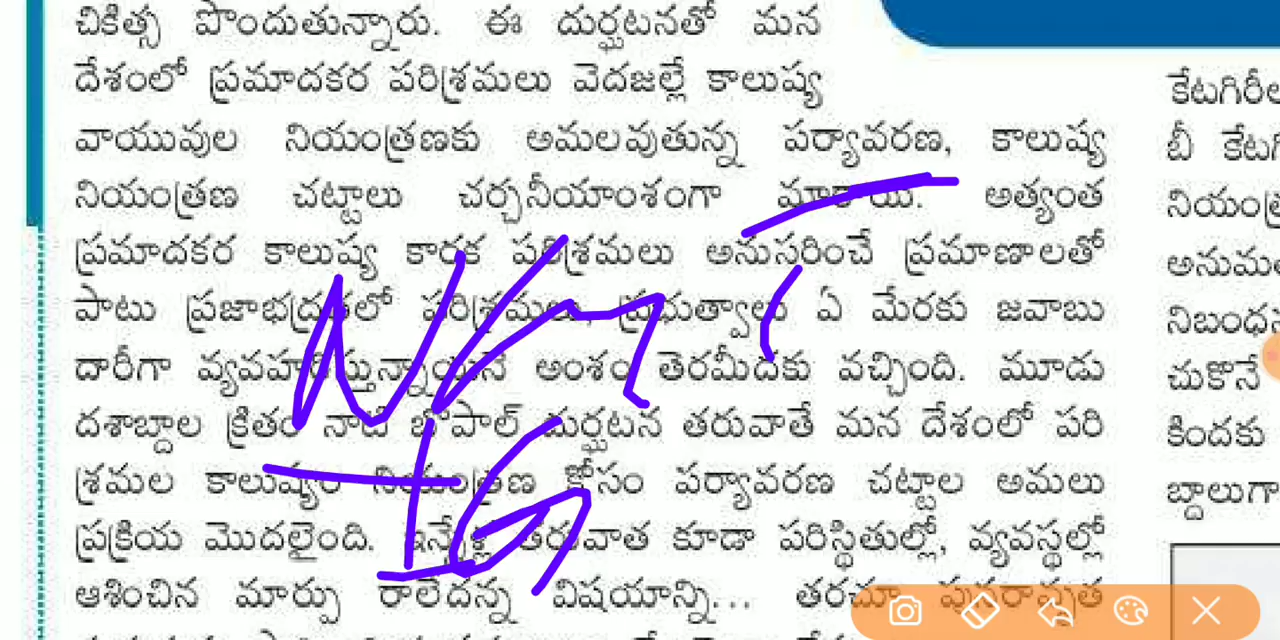 చికిత్స పొందుతున్నారు. ఈ దుర్ఘటనతో మన
దేశంలో ప్రమాదకర పరిశ్రమలు వెదజల్లే కాలుష్య
వాయువుల నియంత్రణకు అమలవుతున్న పర్యావరణ, కాలుష్య
నియంత్రణ చట్టాలు చర్చనీయాంశంగా మారాయి. అత్యంత
ప్రమాదకర కాలుష్య కారక పరిశ్రమలు అనుసరించే ప్రమాణాలతో
పాటు ప్రజాభద్రతలో పరిశ్రమలు, ప్రభుత్వాలు ఏ మేరకు జవాబు
దారీగా వ్యవహరిస్తున్నాయనే అంశం తెరమీదకు వచ్చింది. మూడు
దశాబ్దాల క్రితం నాటి భోపాల్ దుర్ఘటన తరువాతే మన దేశంలో పరి
శ్రమల కాలుష్యం నియంత్రణ కోసం పర్యావరణ చట్టాల అమలు
ప్రక్రియ మొదలైంది. ఇన్నేళ్ల తరువాత కూడా పరిస్థితుల్లో, వ్యవస్థల్లో
ఆశించిన మార్పు రాలేదన్న విషయాన్ని... తరచూ పునరావృత
కేటగిరీల
బీ కేటగి
నియంత్ర
అనుమ
నిబంధన
చుకొనే
కిందకు
బ్దాలుగా